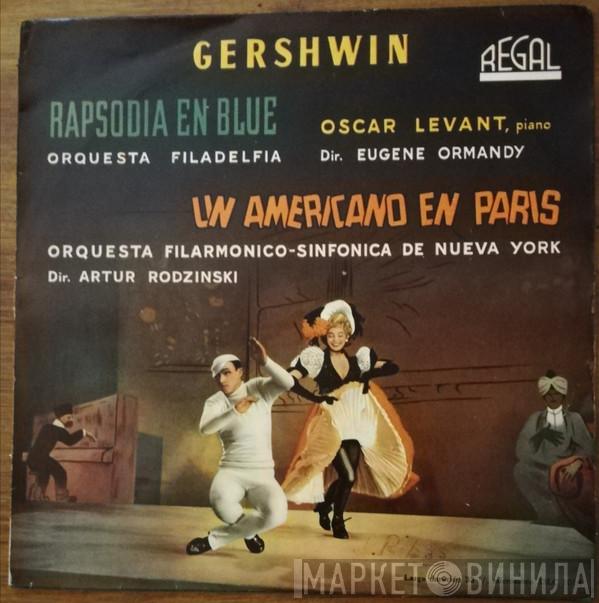 GERSHWIN
REGAL
RAPSODIA EN BLUE
OSCAR LEVANT, piano
ORQUESTA FILADELFIA
Dir. EUGENE ORMANDY
UN AMERICANO EN PARIS
ORQUESTA FILARMONICO-SINFONICA DE NUEVA YORK
Dir. ARTUR RODZINSKI
МАРКЕТ ВИНИЛА